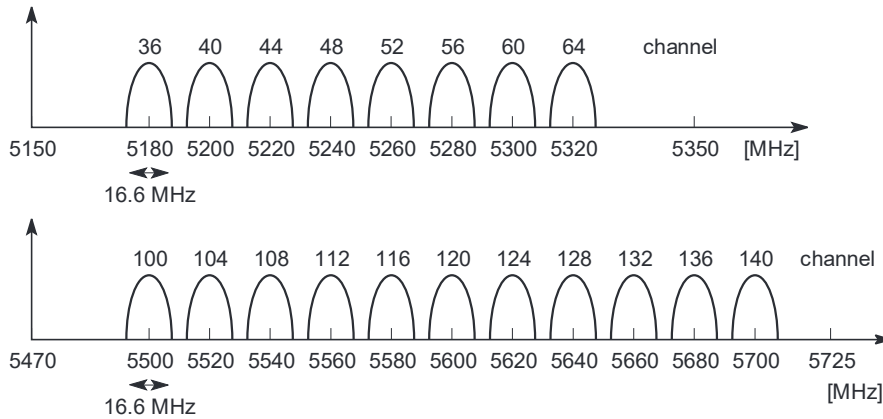 36 40 44 48 52 56 60 64 channel
5150 5180 5200 5220 5240 5260 5280 5300 5320 5350 [MHz]
16.6 MHz
100 104 108 112 116 120 124 128 132 136 140 channel
5470 5500 5520 5540 5560 5580 5600 5620 5640 5660 5680 5700 5725
[MHz]
16.6 MHz